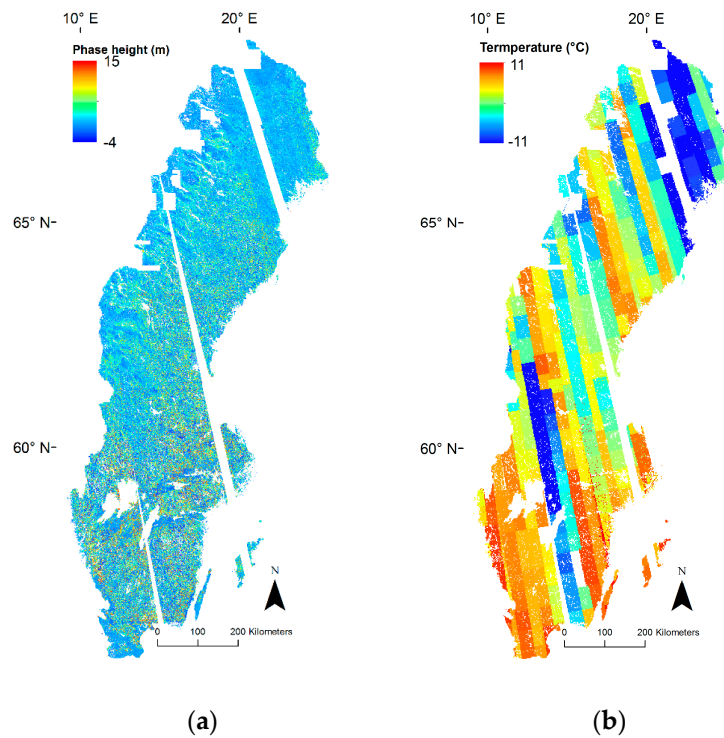 10° E 20° E
Phase height (m)
15
-4
65° N
60° N
N
0 100 200 Kilometers
(a)
10° E 20° E
Termperature (°C)
11
-11
65° N
60° N
N
0 100 200 Kilometers
(b)